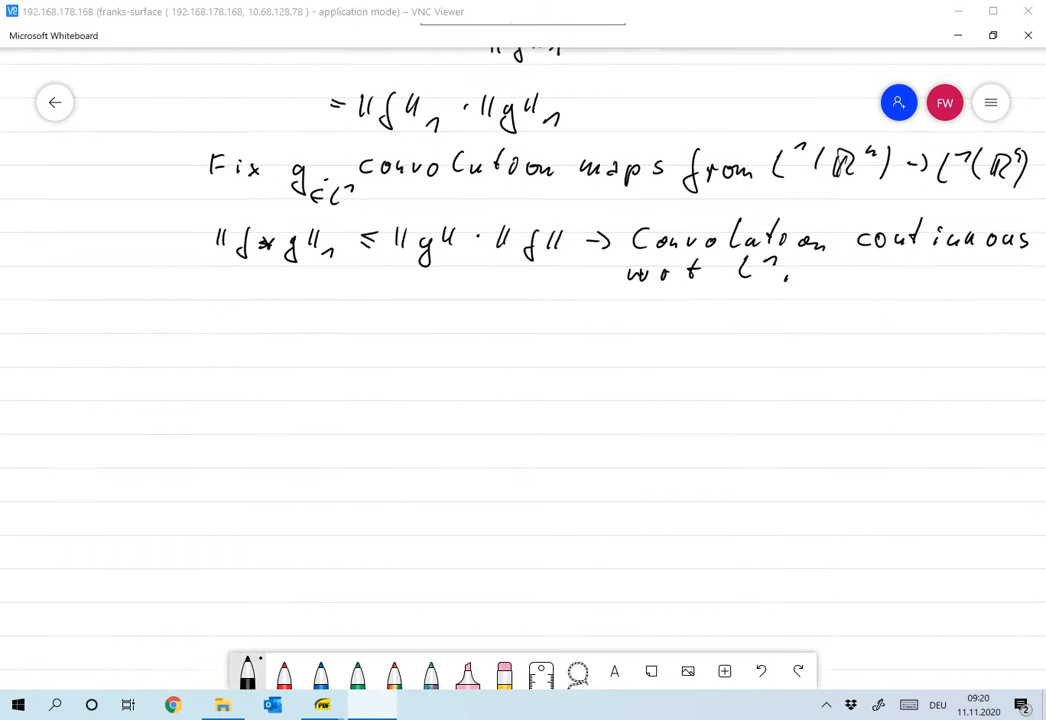 192.168.178.168 (franks-surface ( 192.168.178.168, 10.68.128.78 ) - application mode) – VNC Viewer
Microsoft Whiteboard
= ||f||₁ · ||g||₁
FW
Fix g ∈ L¹ convolution maps from L¹(ℝⁿ) → L¹(ℝⁿ)
||f * g||₁ ≤ ||g|| · ||f|| → Convolution continuous
wrt L¹.
A
DEU
09:20
11.11.2020
2